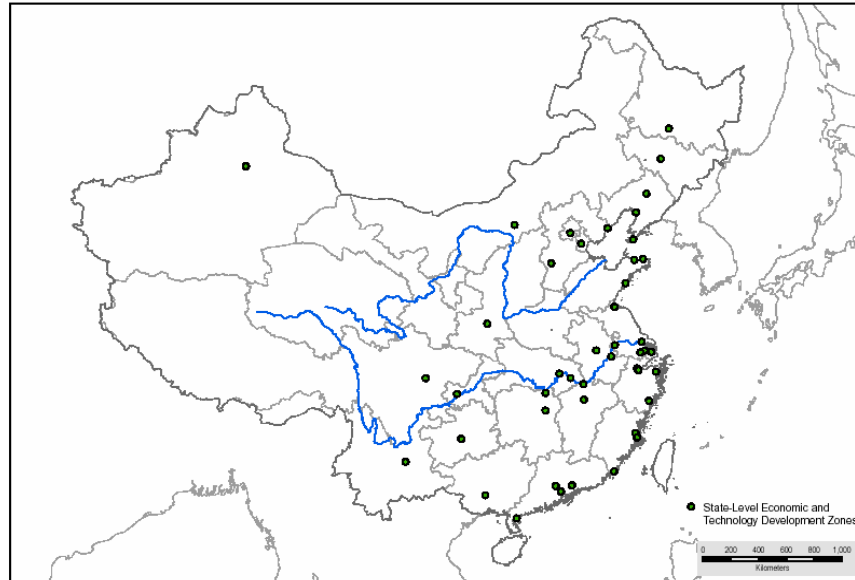 State-Level Economic and
Technology Development Zones
0 200 400 600 800 1,000
Kilometers